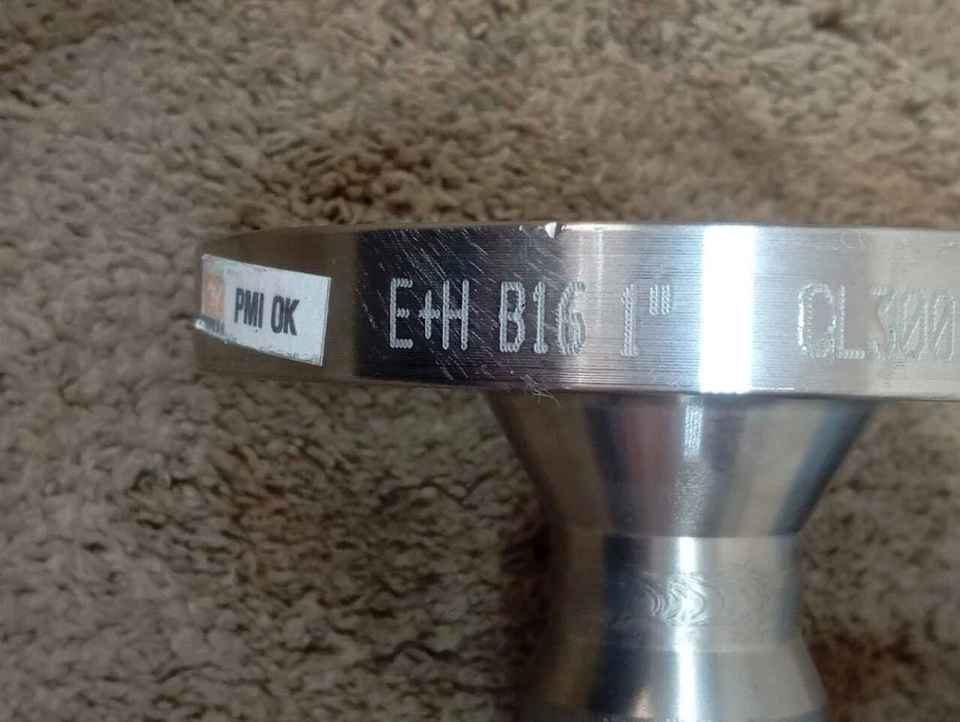 PMI OK
E+H B16 1" CL300